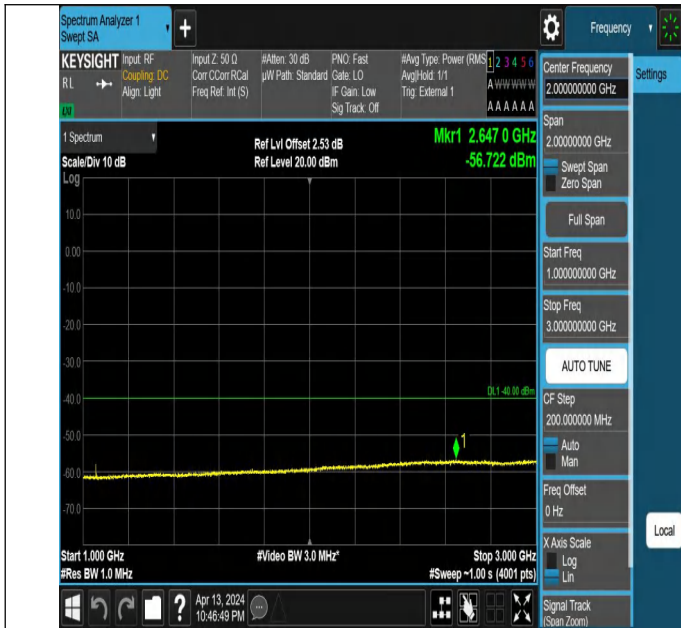 Spectrum Analyzer 1
Swept SA
Frequency
KEYSIGHT
RL
Input: RF
Coupling: DC
Align: Light
Input Z: 50 Ω
Corr CCorr RCal
Freq Ref: Int (S)
#Atten: 30 dB
µW Path: Standard
PNO: Fast
Gate: LO
IF Gain: Low
Sig Track: Off
#Avg Type: Power (RMS
Avg|Hold: 1/1
Trig: External 1
1 2 3 4 5 6
A W W W W W
A A A A A A
1 Spectrum
Scale/Div 10 dB
Log
Ref Lvl Offset 2.53 dB
Ref Level 20.00 dBm
Mkr1 2.647 0 GHz
-56.722 dBm
10.0
0.00
-10.0
-20.0
-30.0
-40.0
-50.0
-60.0
-70.0
DL1 -40.00 dBm
1
Start 1.000 GHz
#Res BW 1.0 MHz
#Video BW 3.0 MHz*
Stop 3.000 GHz
#Sweep ~1.00 s (4001 pts)
Apr 13, 2024
10:46:49 PM
Center Frequency
2.000000000 GHz
Span
2.00000000 GHz
Swept Span
Zero Span
Full Span
Start Freq
1.000000000 GHz
Stop Freq
3.000000000 GHz
AUTO TUNE
CF Step
200.000000 MHz
Auto
Man
Freq Offset
0 Hz
X Axis Scale
Log
Lin
Signal Track
(Span Zoom)
Settings
Local